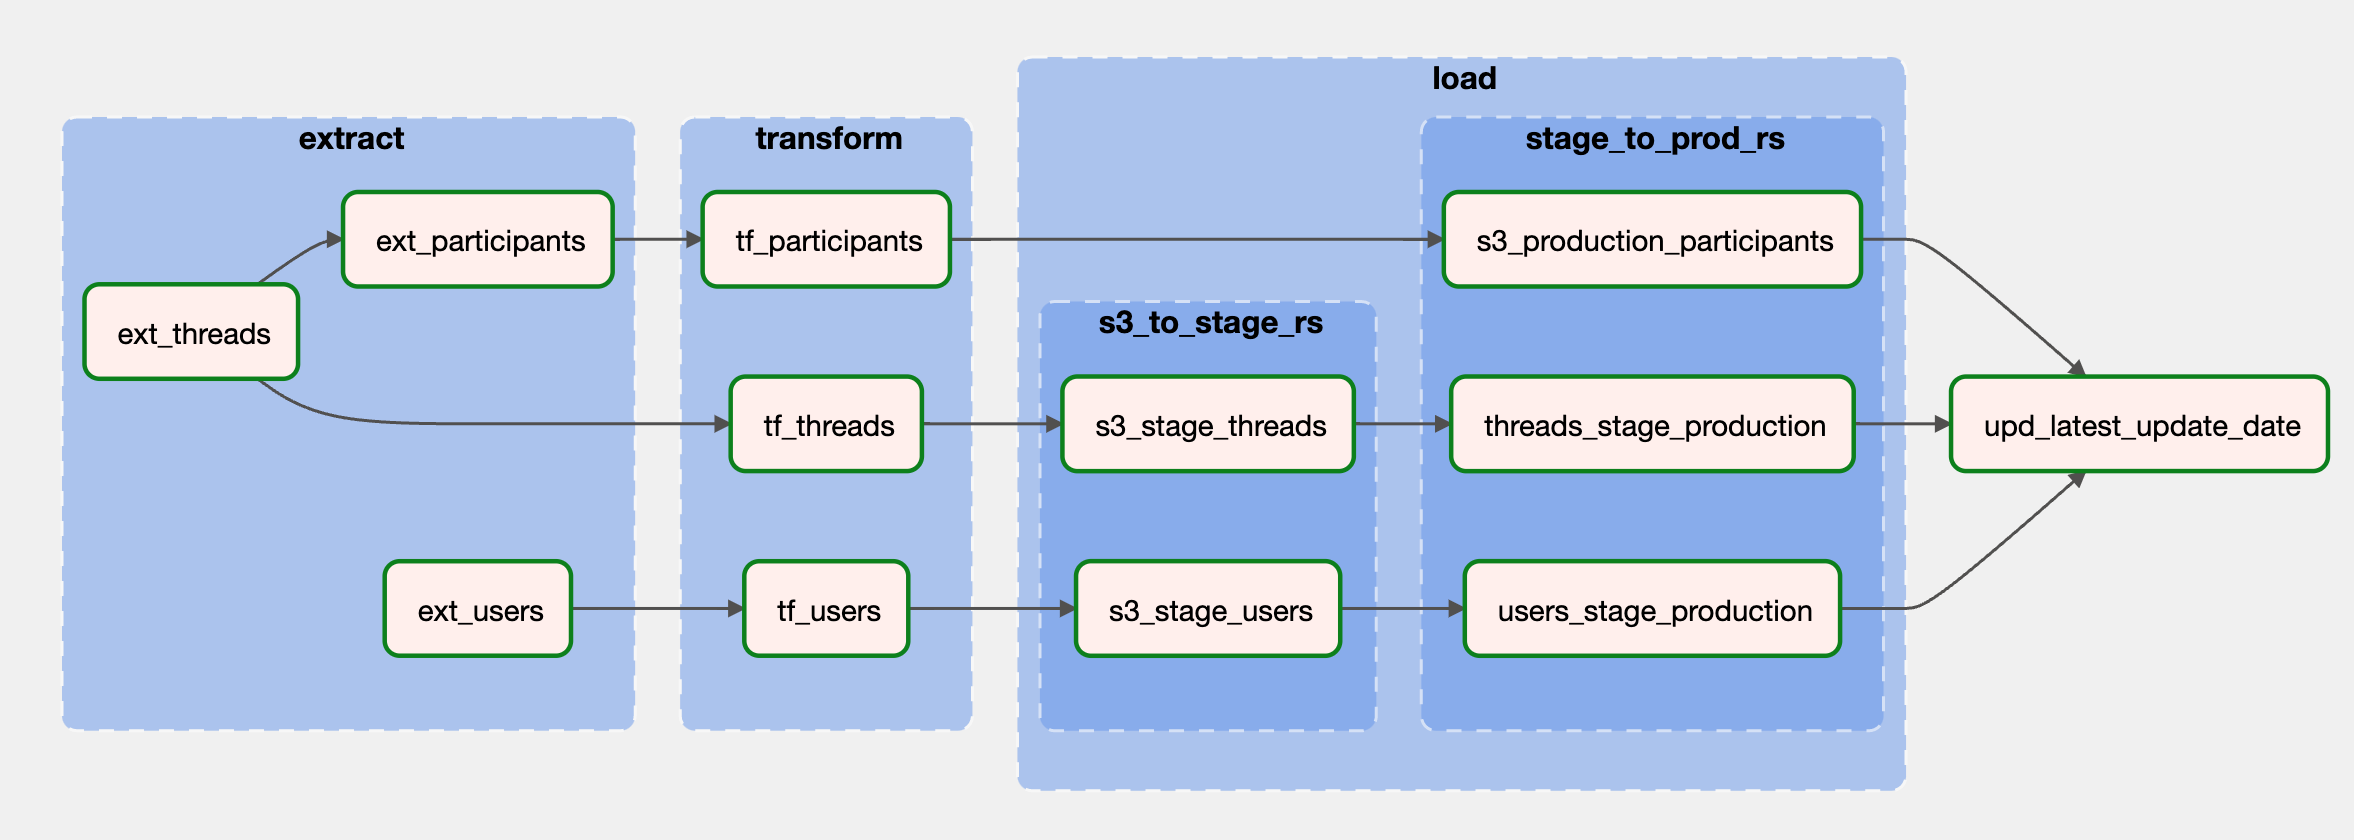 load
extract
transform
stage_to_prod_rs
ext_participants
tf_participants
s3_production_participants
ext_threads
s3_to_stage_rs
tf_threads
s3_stage_threads
threads_stage_production
upd_latest_update_date
ext_users
tf_users
s3_stage_users
users_stage_production